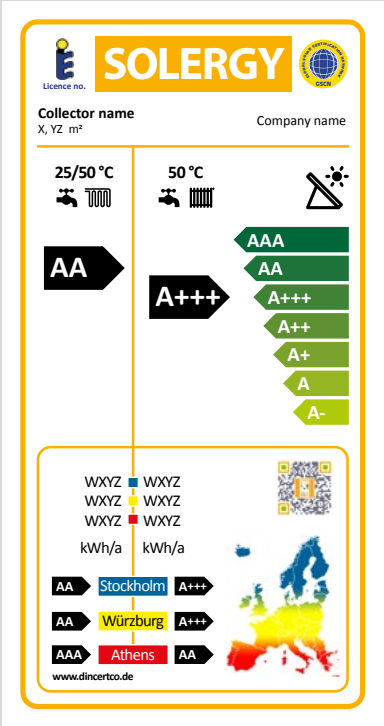 SOLERGY
Licence no.
GSCN
Collector name
X, YZ m²
Company name
25/50 °C
50 °C
AA
A+++
AAA
AA
A+++
A++
A+
A
A-
WXYZ WXYZ
WXYZ WXYZ
WXYZ WXYZ
kWh/a kWh/a
AA Stockholm A+++
AA Würzburg A+++
AAA Athens AA
www.dincertco.de